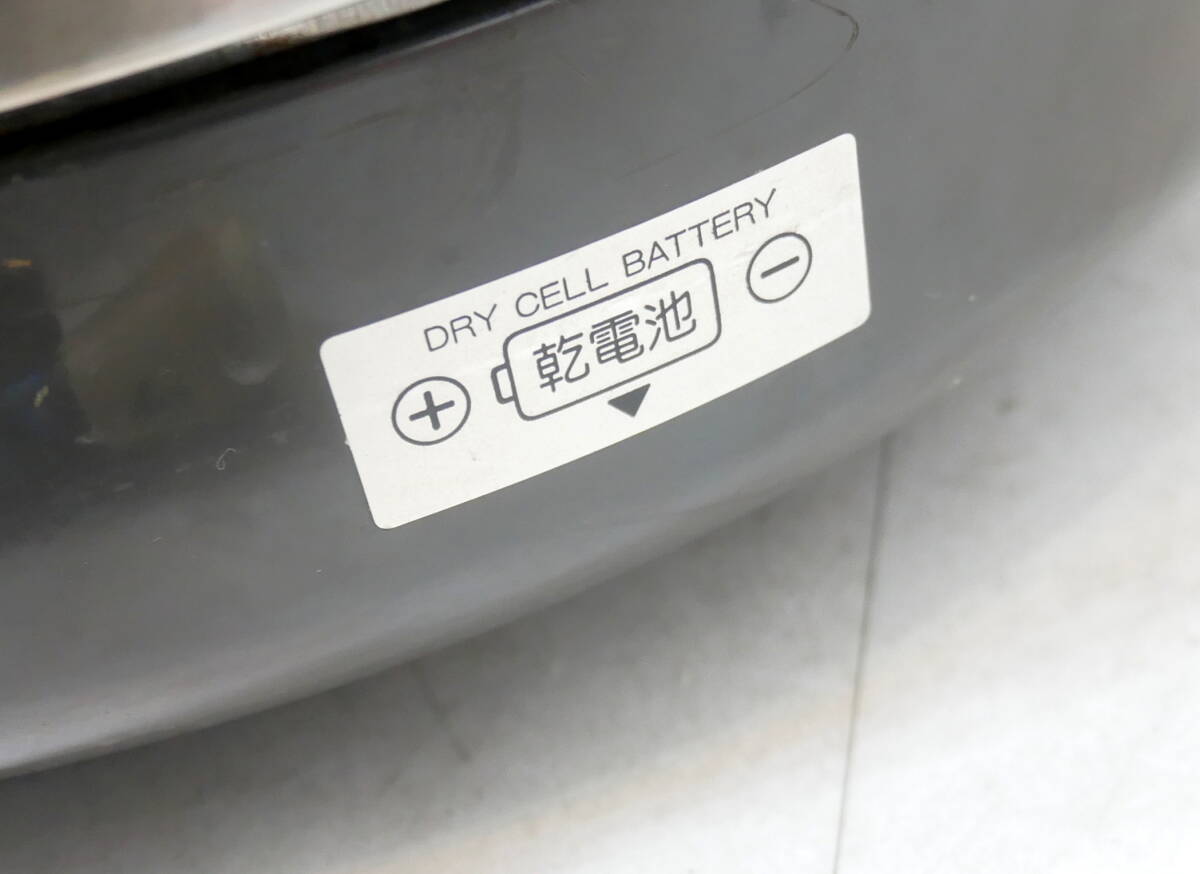 DRY CELL BATTERY
⊕ 乾電池 ⊖
▼